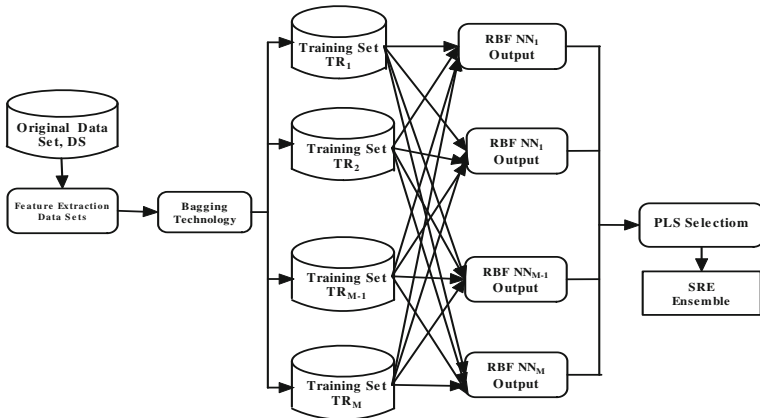 Original Data
Set, DS
Feature Extraction
Data Sets
Bagging
Technology
Training Set
TR1
Training Set
TR2
Training Set
TRM-1
Training Set
TRM
RBF NN1
Output
RBF NN1
Output
RBF NNM-1
Output
RBF NNM
Output
PLS Selectiom
SRE
Ensemble